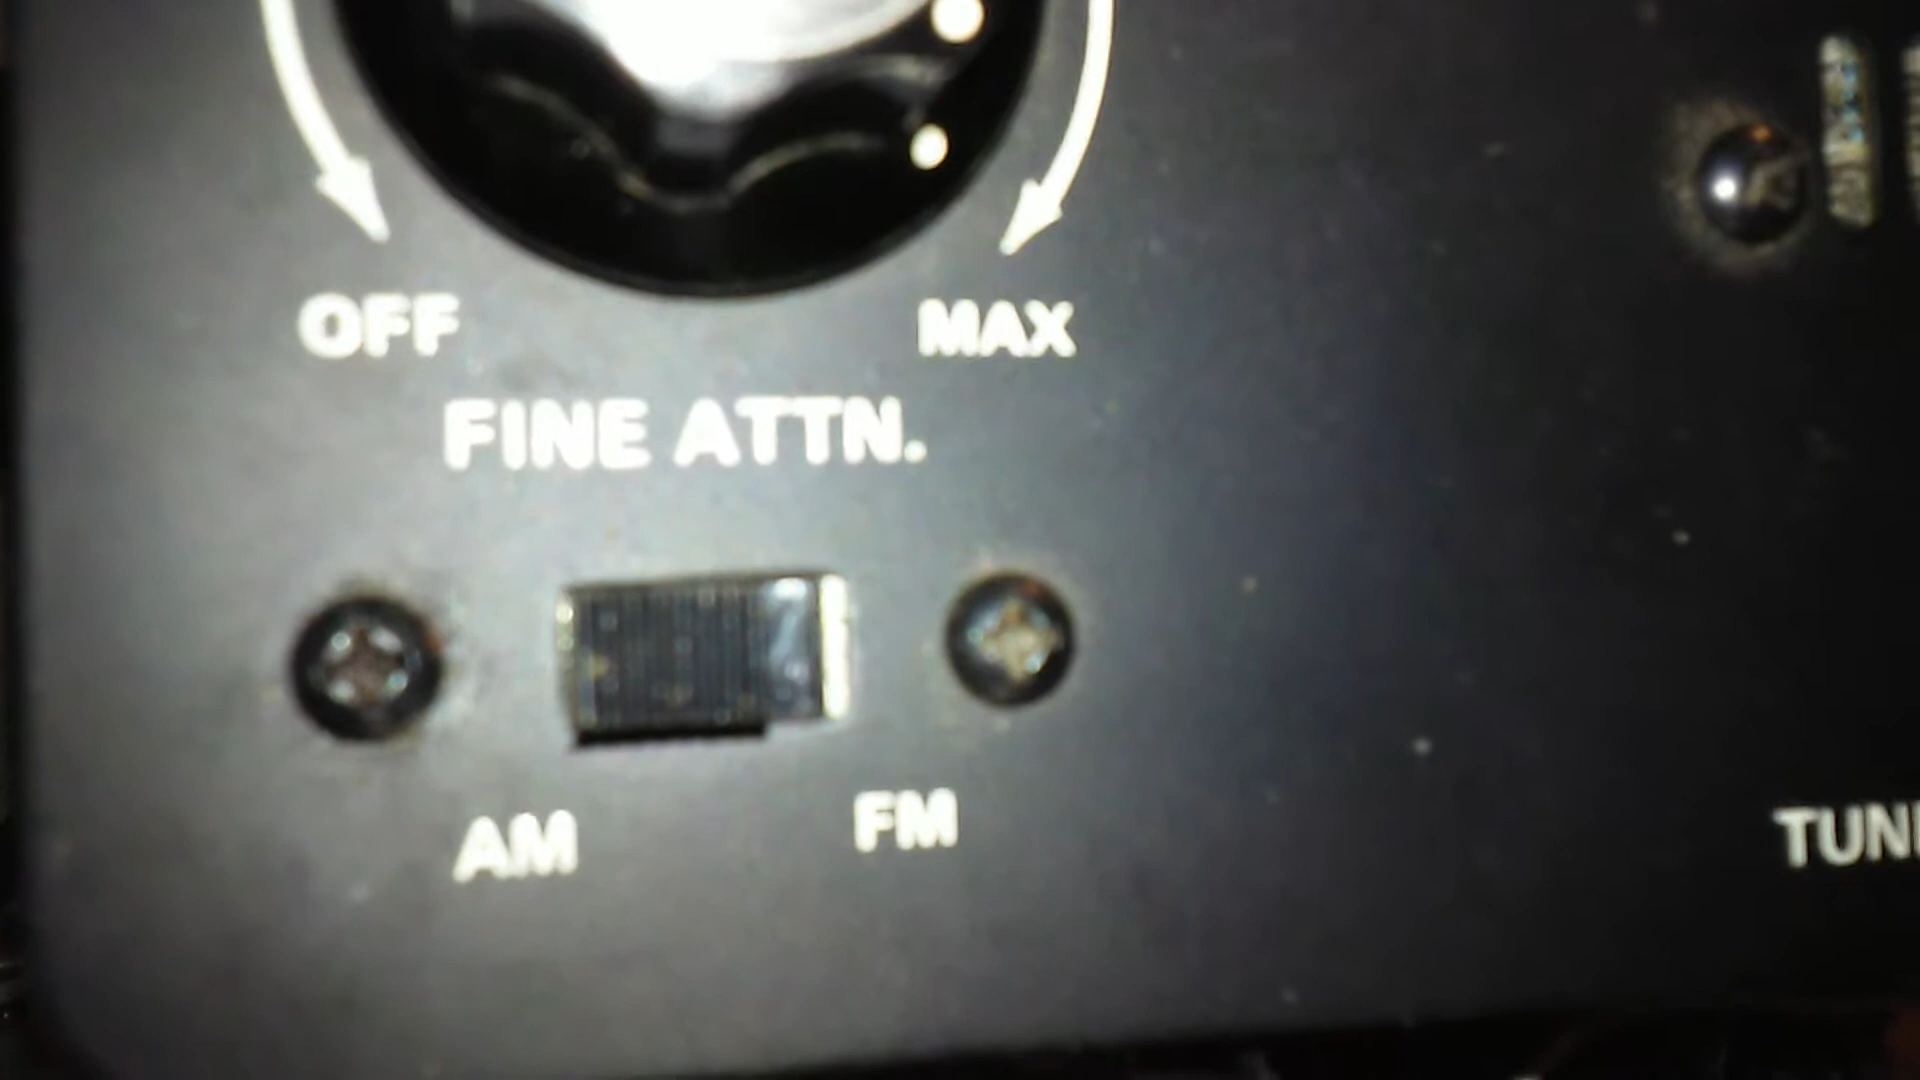 OFF
MAX
FINE ATTN.
AM
FM